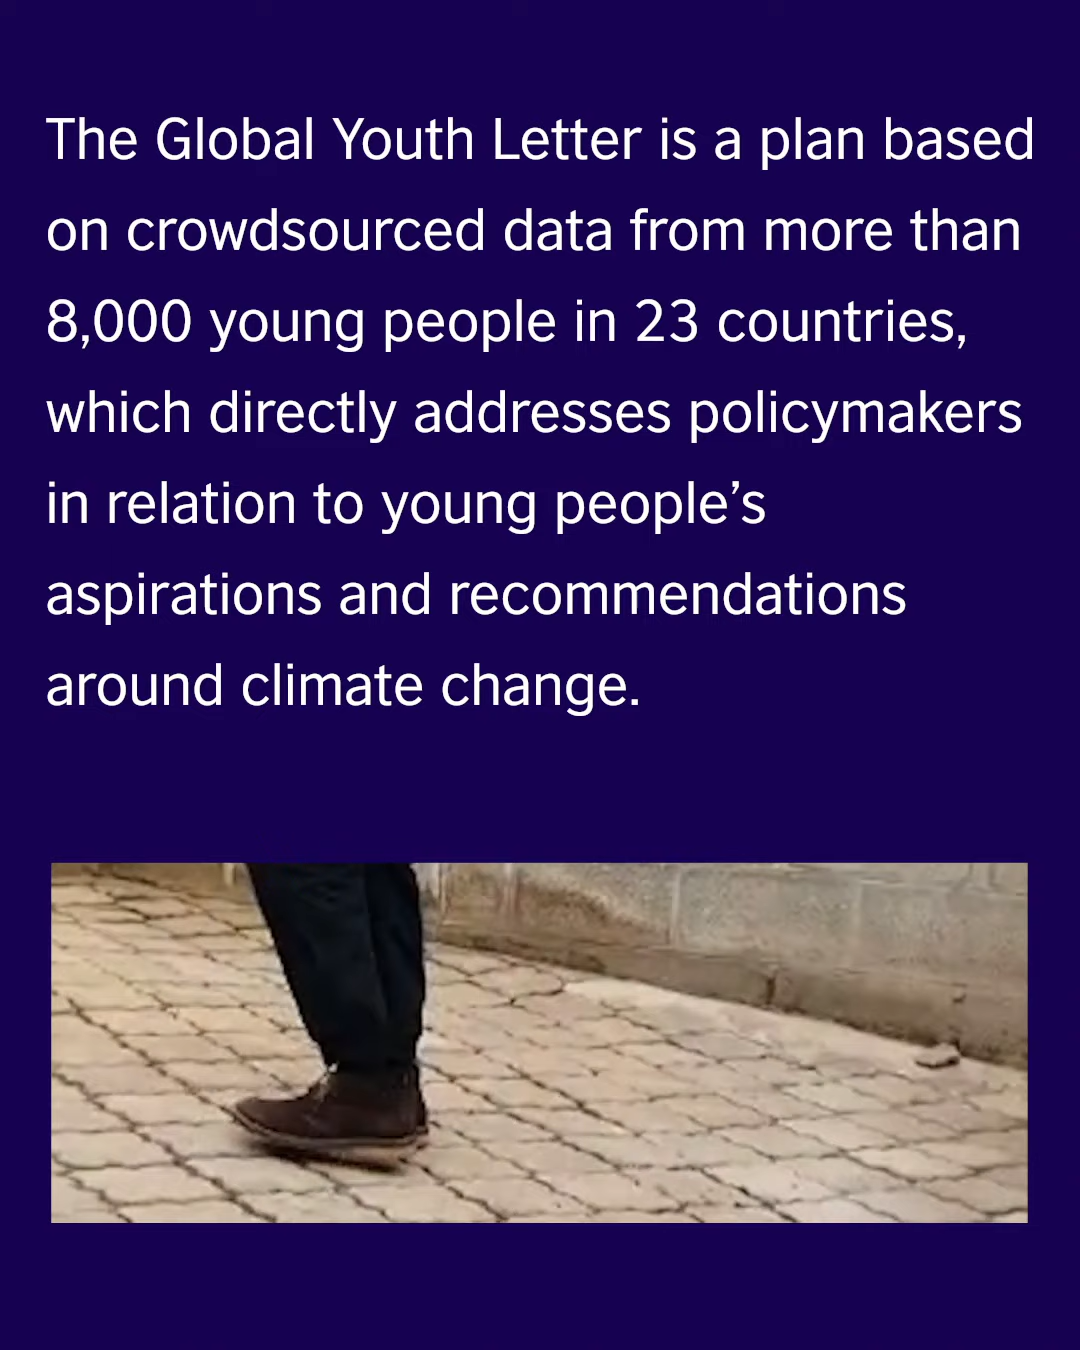 The Global Youth Letter is a plan based
on crowdsourced data from more than
8,000 young people in 23 countries,
which directly addresses policymakers
in relation to young people’s
aspirations and recommendations
around climate change.